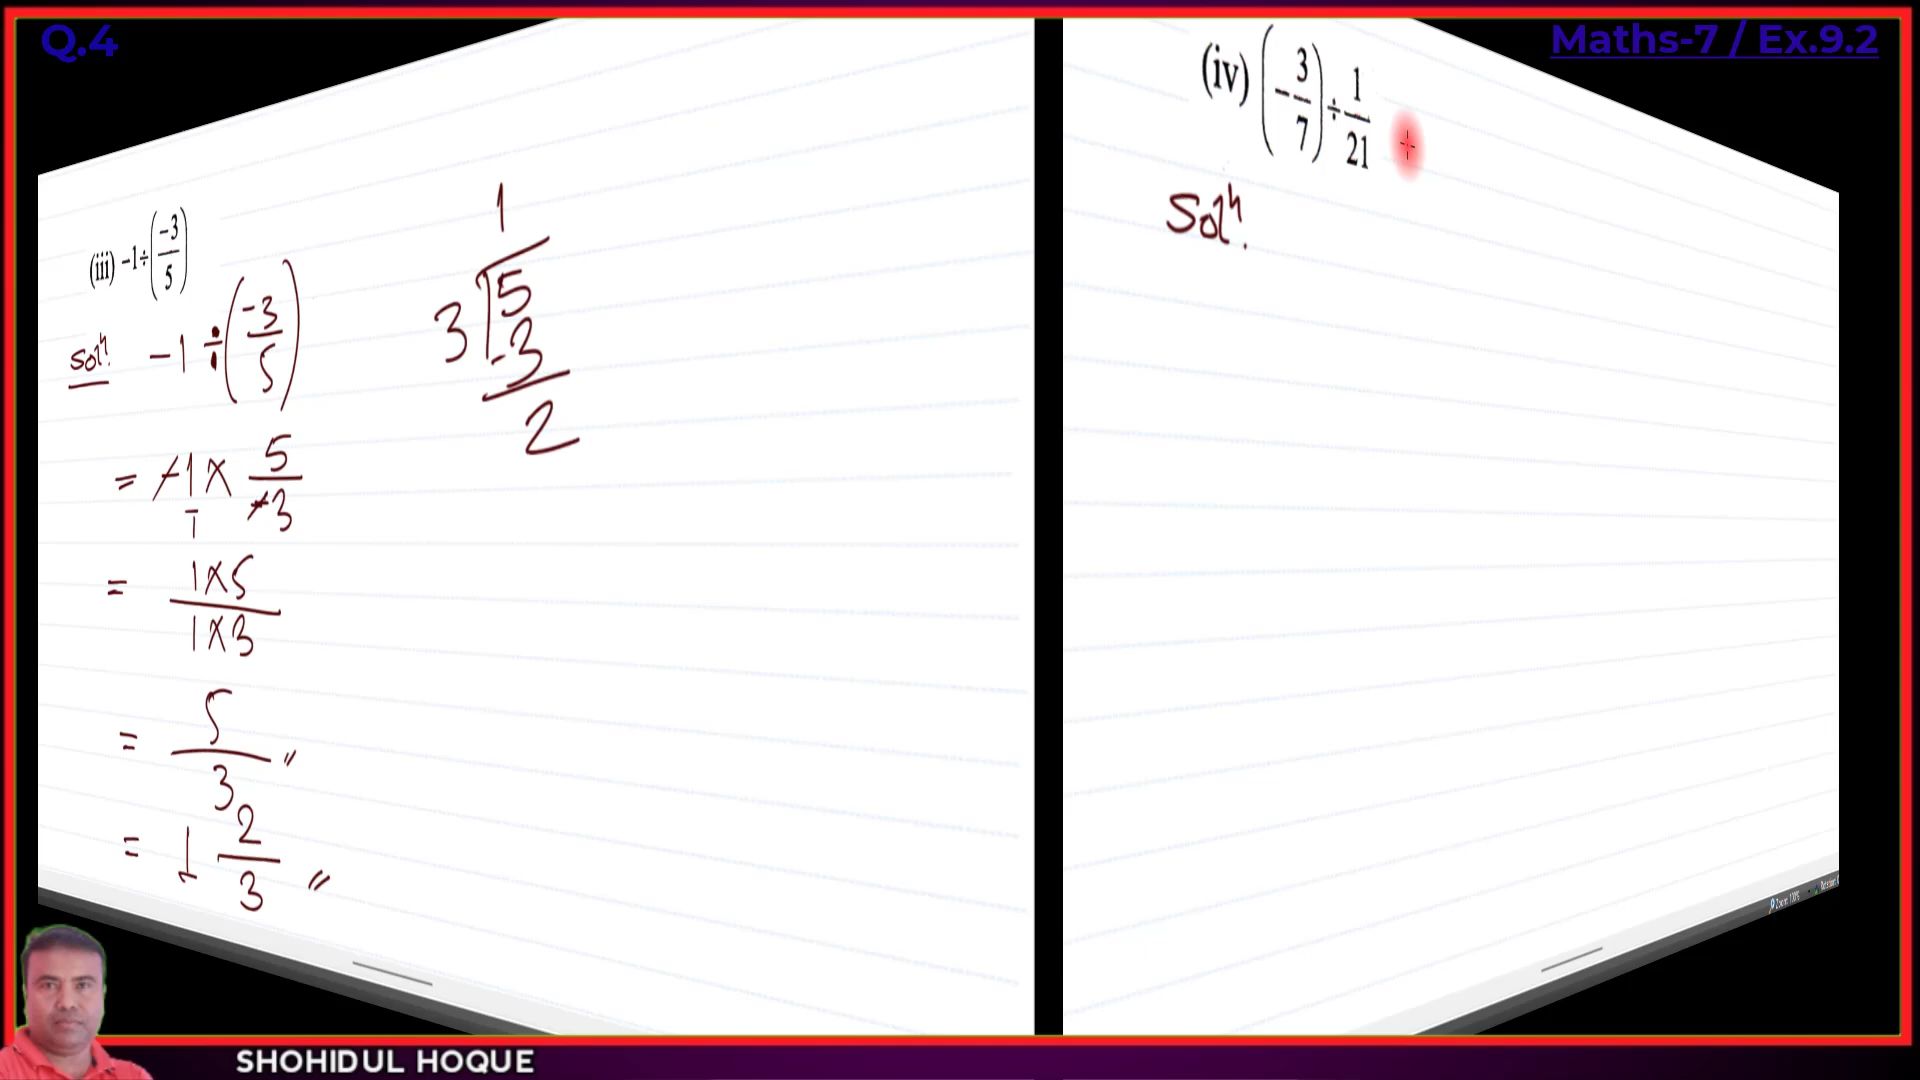 Q.4
Maths-7 / Ex.9.2
(iii) -1÷(-3/5)
Solⁿ. -1 ÷ (-3/5)
= -1/1 × 5/-3
= 1×5/1×3
= 5/3 〃
= 1 2/3 〃
1
3 5
-3
2
(iv) (-3/7) ÷ 1/21
Solⁿ.
SHOHIDUL HOQUE